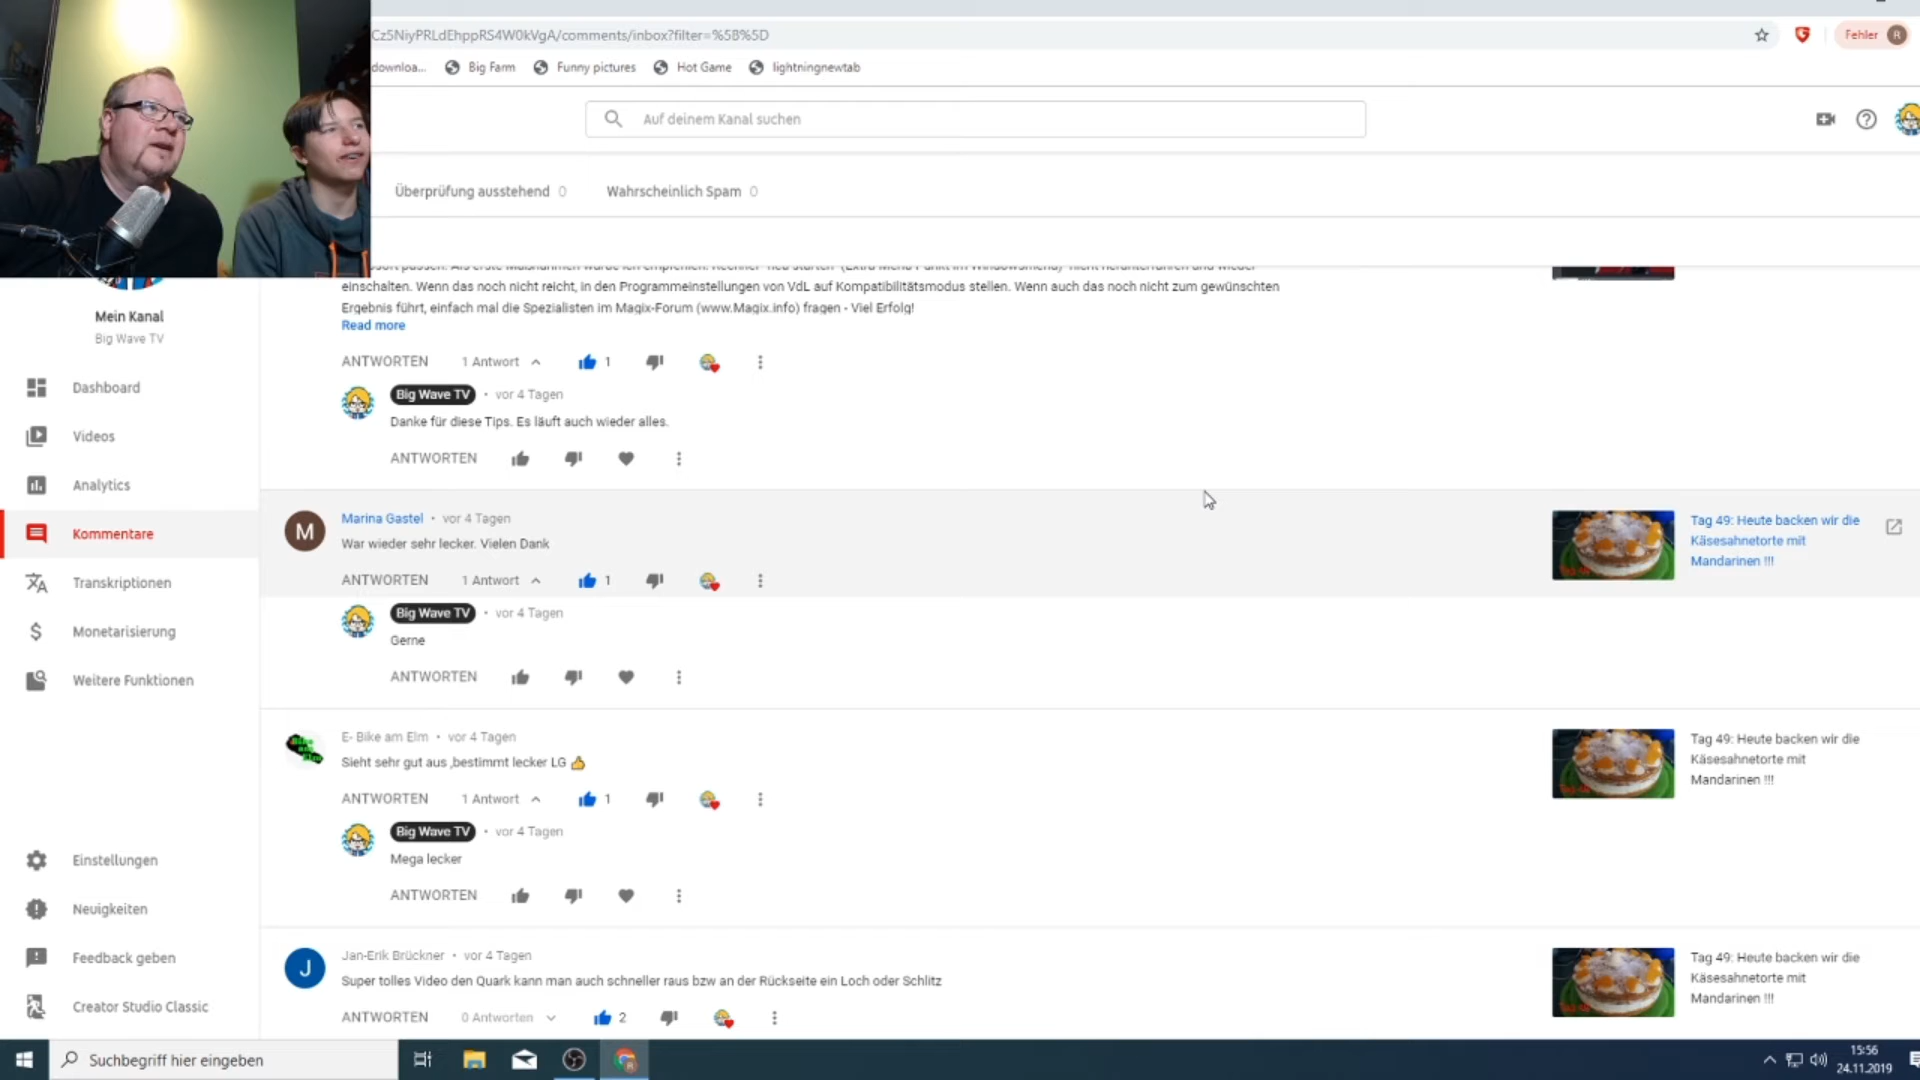 Cz5NiyPRLdEhppRS4W0kVgA/comments/inbox?filter=%5B%5D
Fehler R
downloa... Big Farm Funny pictures Hot Game lightningnewtab
Auf deinem Kanal suchen
Überprüfung ausstehend 0 Wahrscheinlich Spam 0
einschalten. Wenn das noch nicht reicht, in den Programmeinstellungen von VdL auf Kompatibilitätsmodus stellen. Wenn auch das noch nicht zum gewünschten
Ergebnis führt, einfach mal die Spezialisten im Magix-Forum (www.Magix.info) fragen - Viel Erfolg!
Read more
ANTWORTEN 1 Antwort 1
Big Wave TV • vor 4 Tagen
Danke für diese Tips. Es läuft auch wieder alles.
ANTWORTEN
M
Marina Gastel • vor 4 Tagen
War wieder sehr lecker. Vielen Dank
ANTWORTEN 1 Antwort 1
Tag 49: Heute backen wir die
Käsesahnetorte mit
Mandarinen !!!
Big Wave TV • vor 4 Tagen
Gerne
ANTWORTEN
E- Bike am Elm • vor 4 Tagen
Sieht sehr gut aus ,bestimmt lecker LG 👍
ANTWORTEN 1 Antwort 1
Tag 49: Heute backen wir die
Käsesahnetorte mit
Mandarinen !!!
Big Wave TV • vor 4 Tagen
Mega lecker
ANTWORTEN
J
Jan-Erik Brückner • vor 4 Tagen
Super tolles Video den Quark kann man auch schneller raus bzw an der Rückseite ein Loch oder Schlitz
ANTWORTEN 0 Antworten 2
Tag 49: Heute backen wir die
Käsesahnetorte mit
Mandarinen !!!
Mein Kanal
Big Wave TV
Dashboard
Videos
Analytics
Kommentare
Transkriptionen
Monetarisierung
Weitere Funktionen
Einstellungen
Neuigkeiten
Feedback geben
Creator Studio Classic
Suchbegriff hier eingeben
15:56
24.11.2019